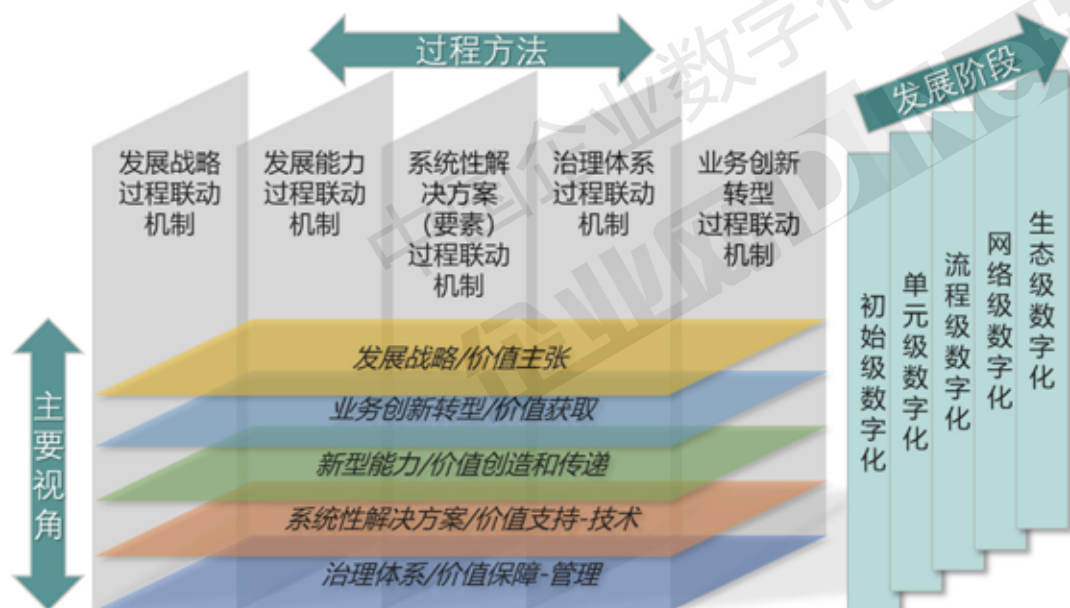 过程方法
发展阶段
发展战略
过程联动
机制
发展能力
过程联动
机制
系统性解
决方案
（要素）
过程联动
机制
治理体系
过程联动
机制
业务创新
转型
过程联动
机制
主要视角
发展战略/价值主张
业务创新转型/价值获取
新型能力/价值创造和传递
系统性解决方案/价值支持-技术
治理体系/价值保障-管理
初始级数字化
单元级数字化
流程级数字化
网络级数字化
生态级数字化